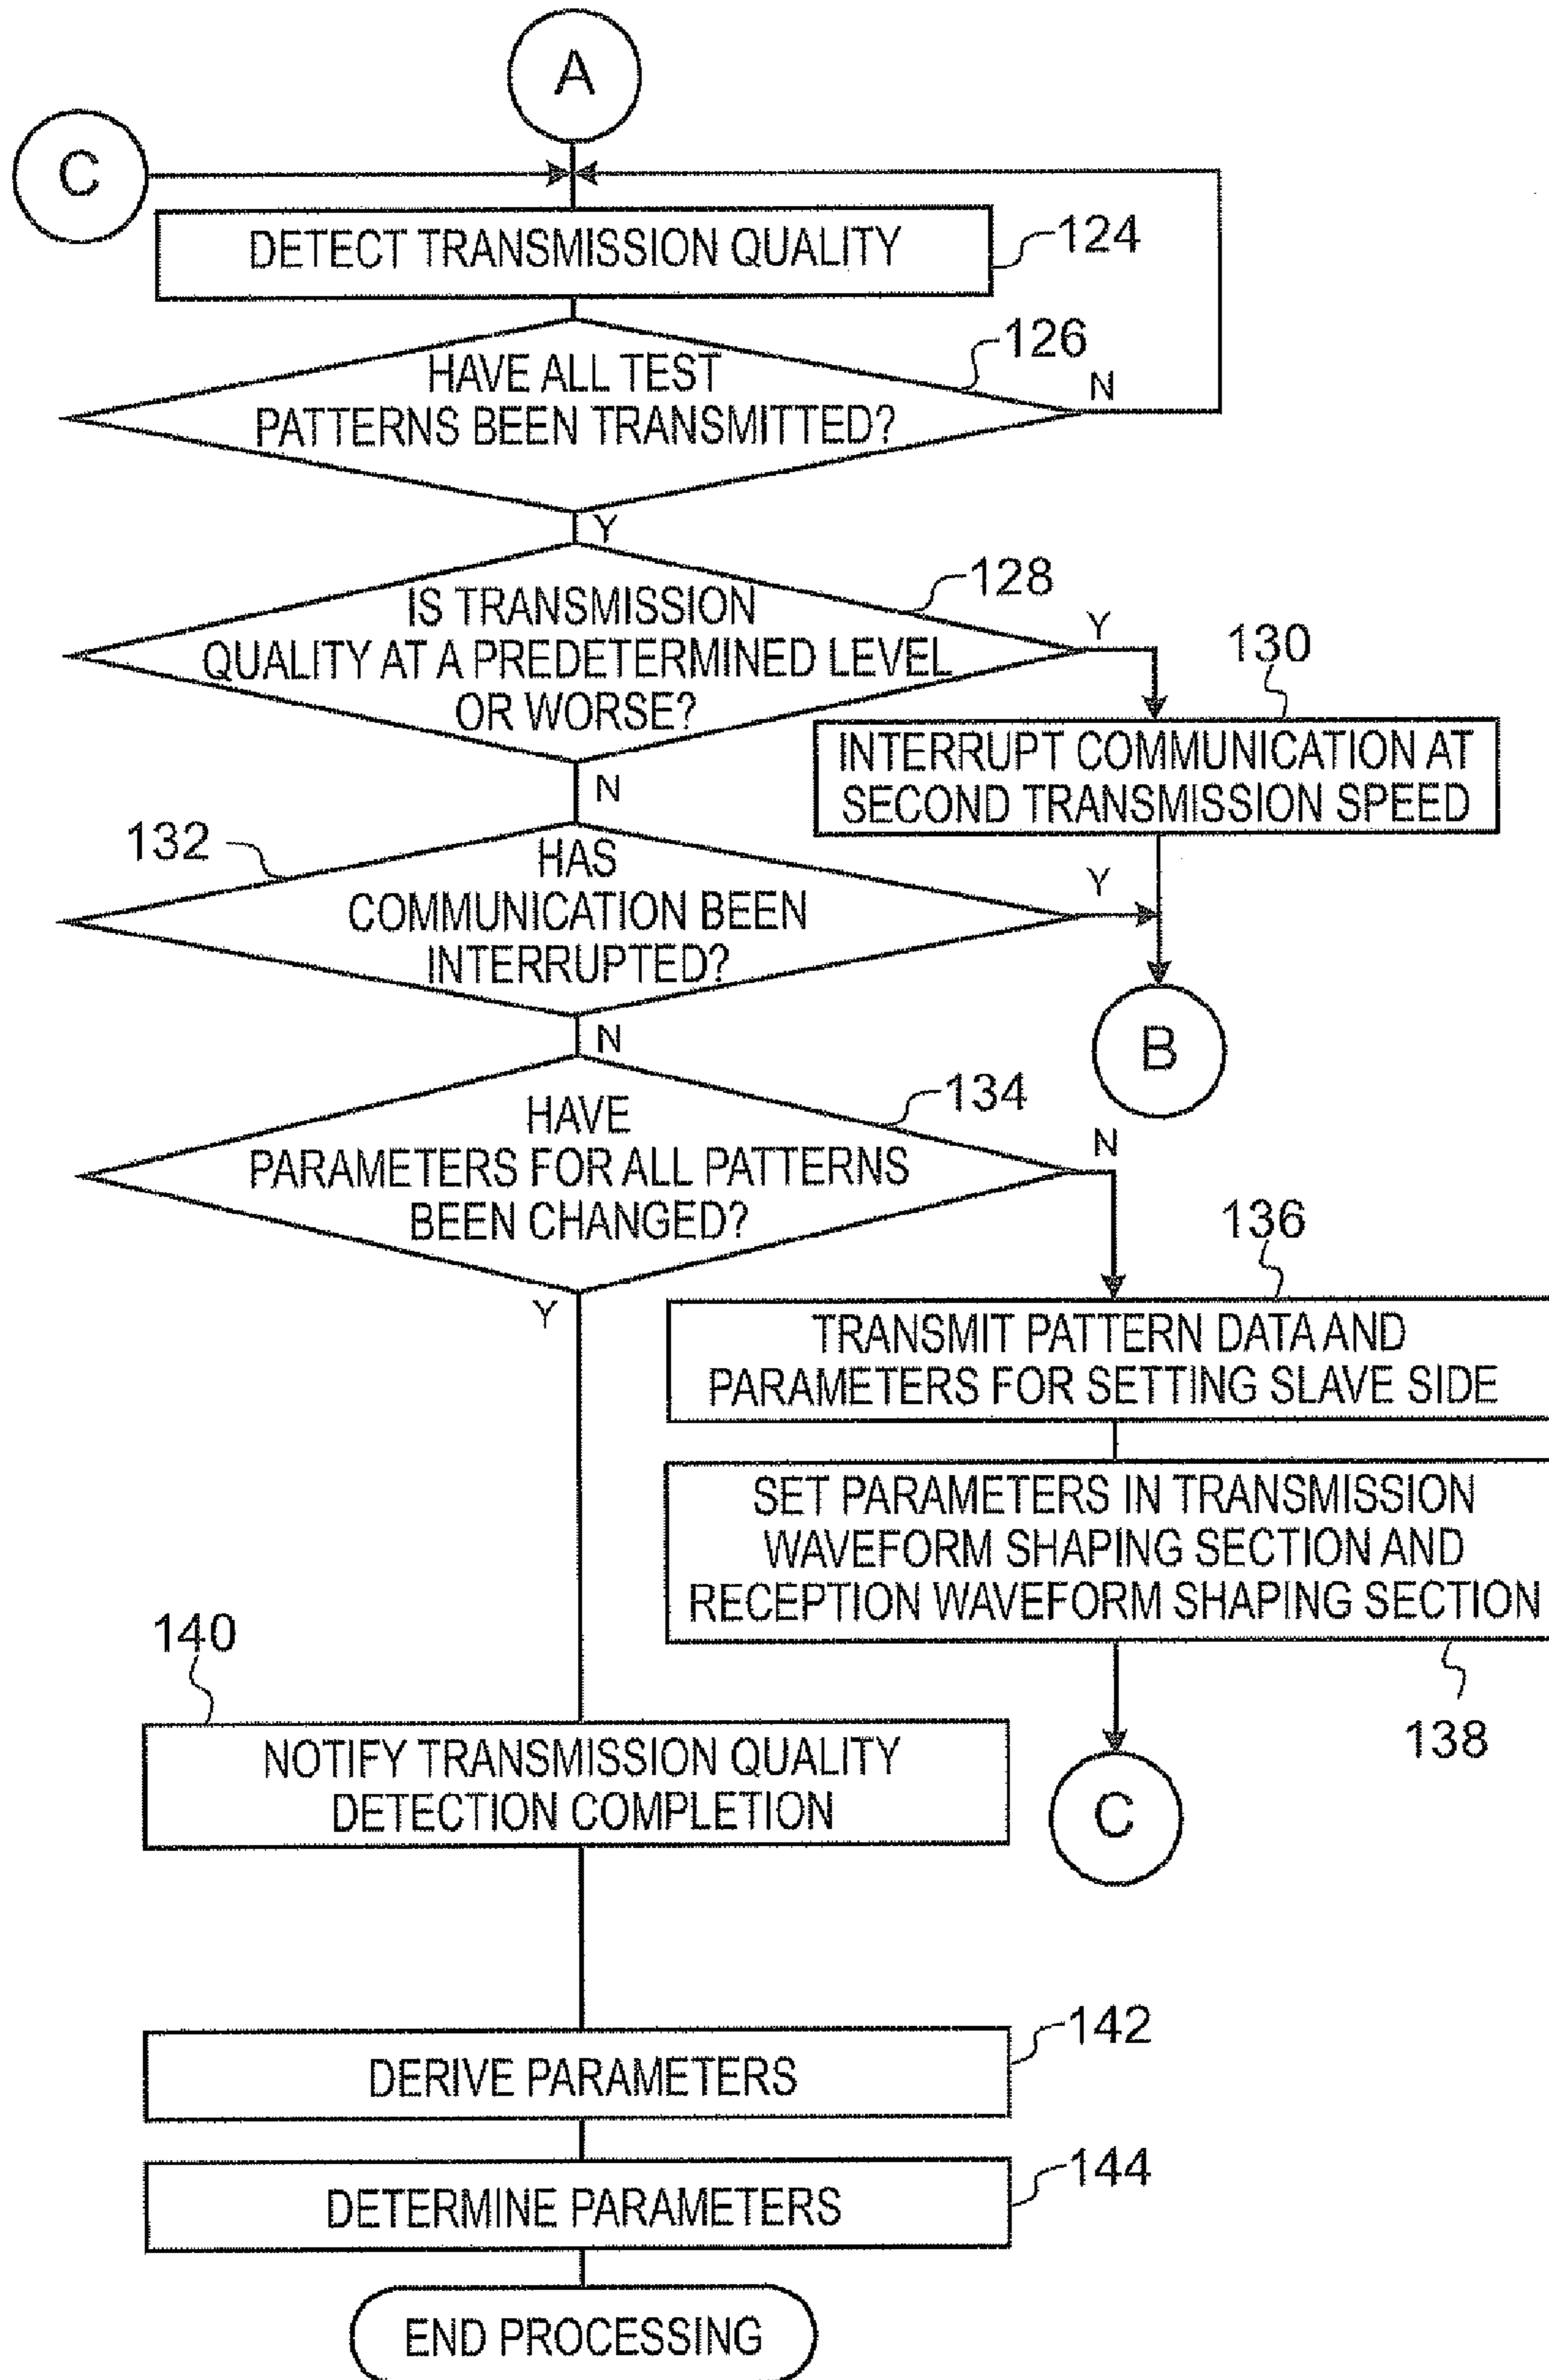 A
C
DETECT TRANSMISSION QUALITY
124
126
HAVE ALL TEST
PATTERNS BEEN TRANSMITTED?
N
Y
128
IS TRANSMISSION
QUALITY AT A PREDETERMINED LEVEL
OR WORSE?
Y
130
INTERRUPT COMMUNICATION AT
SECOND TRANSMISSION SPEED
N
132
HAS
COMMUNICATION BEEN
INTERRUPTED?
Y
B
N
134
HAVE
PARAMETERS FOR ALL PATTERNS
BEEN CHANGED?
N
136
TRANSMIT PATTERN DATA AND
PARAMETERS FOR SETTING SLAVE SIDE
Y
SET PARAMETERS IN TRANSMISSION
WAVEFORM SHAPING SECTION AND
RECEPTION WAVEFORM SHAPING SECTION
138
C
140
NOTIFY TRANSMISSION QUALITY
DETECTION COMPLETION
142
DERIVE PARAMETERS
144
DETERMINE PARAMETERS
END PROCESSING